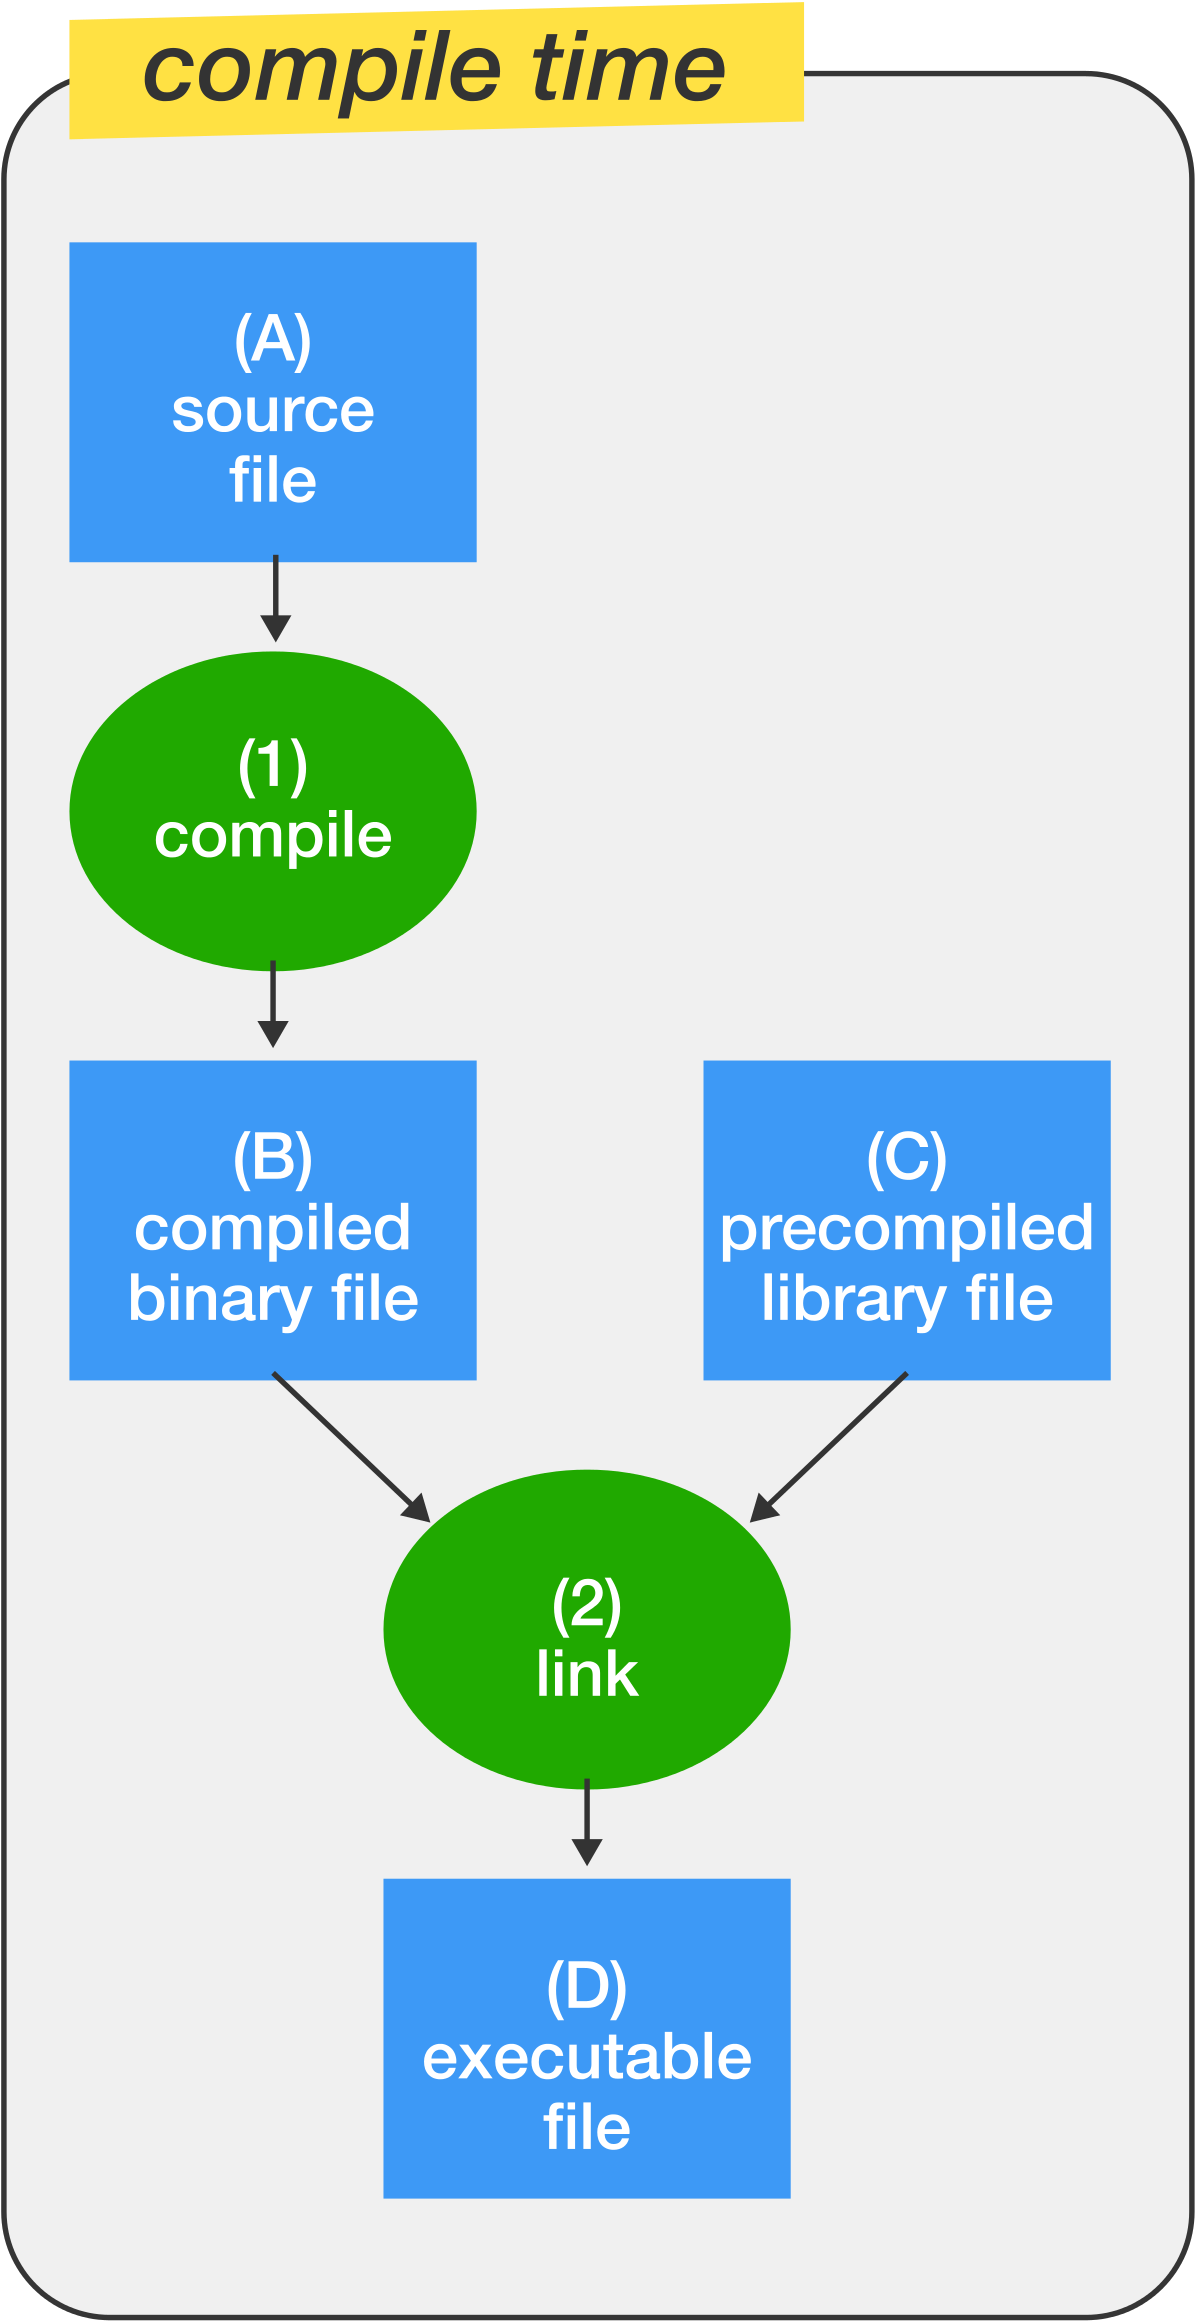 compile time
(A)
source
file
(1)
compile
(B)
compiled
binary file
(C)
precompiled
library file
(2)
link
(D)
executable
file